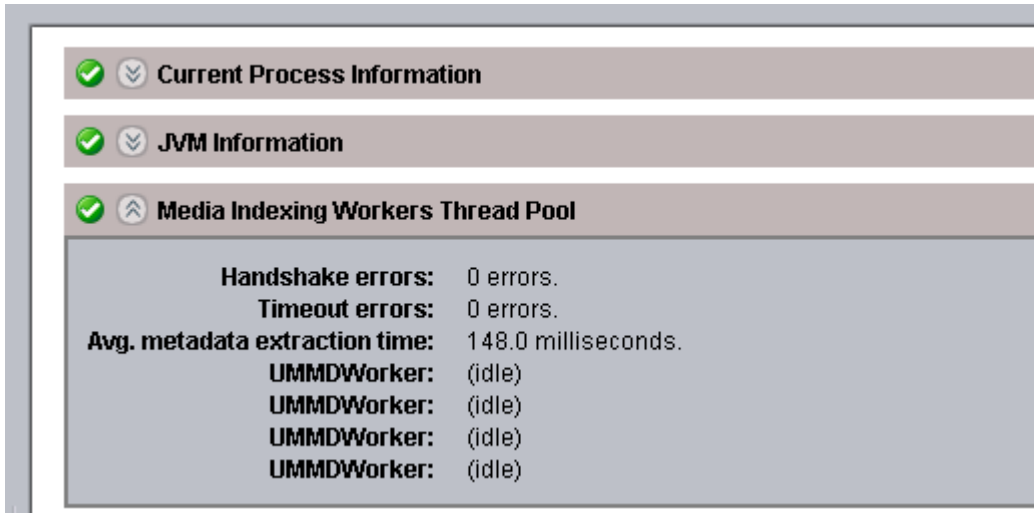 Current Process Information
JVM Information
Media Indexing Workers Thread Pool
Handshake errors: 0 errors.
Timeout errors: 0 errors.
Avg. metadata extraction time: 148.0 milliseconds.
UMMDWorker: (idle)
UMMDWorker: (idle)
UMMDWorker: (idle)
UMMDWorker: (idle)